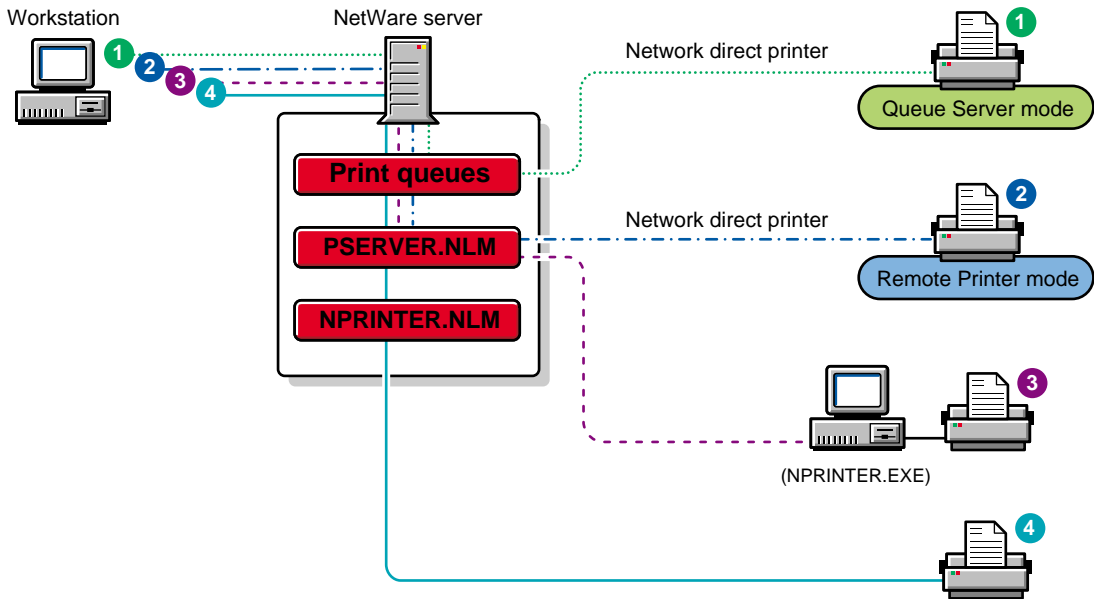 Workstation
NetWare server
1
2
3
4
Print queues
PSERVER.NLM
NPRINTER.NLM
Network direct printer
1
Queue Server mode
Network direct printer
2
Remote Printer mode
3
(NPRINTER.EXE)
4